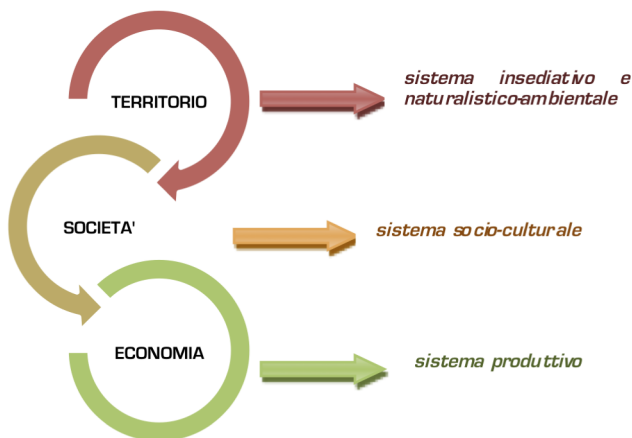 TERRITORIO
sistema insediativo e
naturalistico-ambientale
SOCIETA'
sistema socio-culturale
ECONOMIA
sistema produttivo